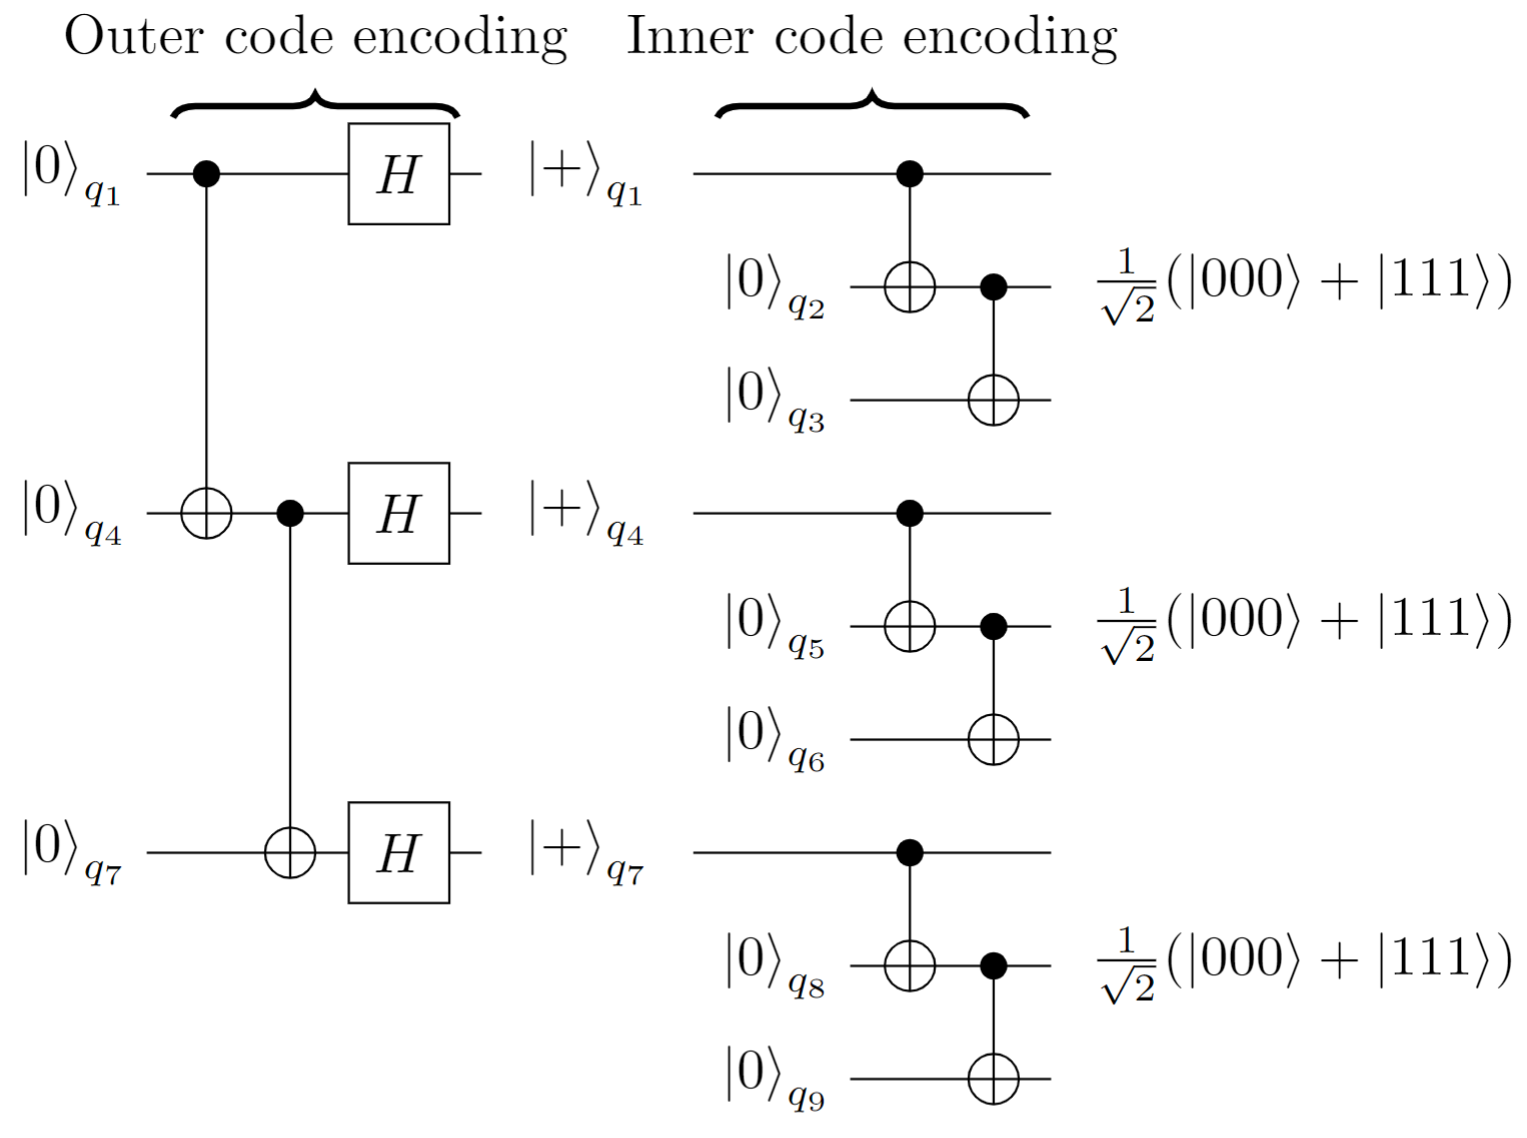 Outer code encoding Inner code encoding
|0⟩q1 H |+⟩q1
|0⟩q2 1/√2(|000⟩ + |111⟩)
|0⟩q3
|0⟩q4 H |+⟩q4
|0⟩q5 1/√2(|000⟩ + |111⟩)
|0⟩q6
|0⟩q7 H |+⟩q7
|0⟩q8 1/√2(|000⟩ + |111⟩)
|0⟩q9